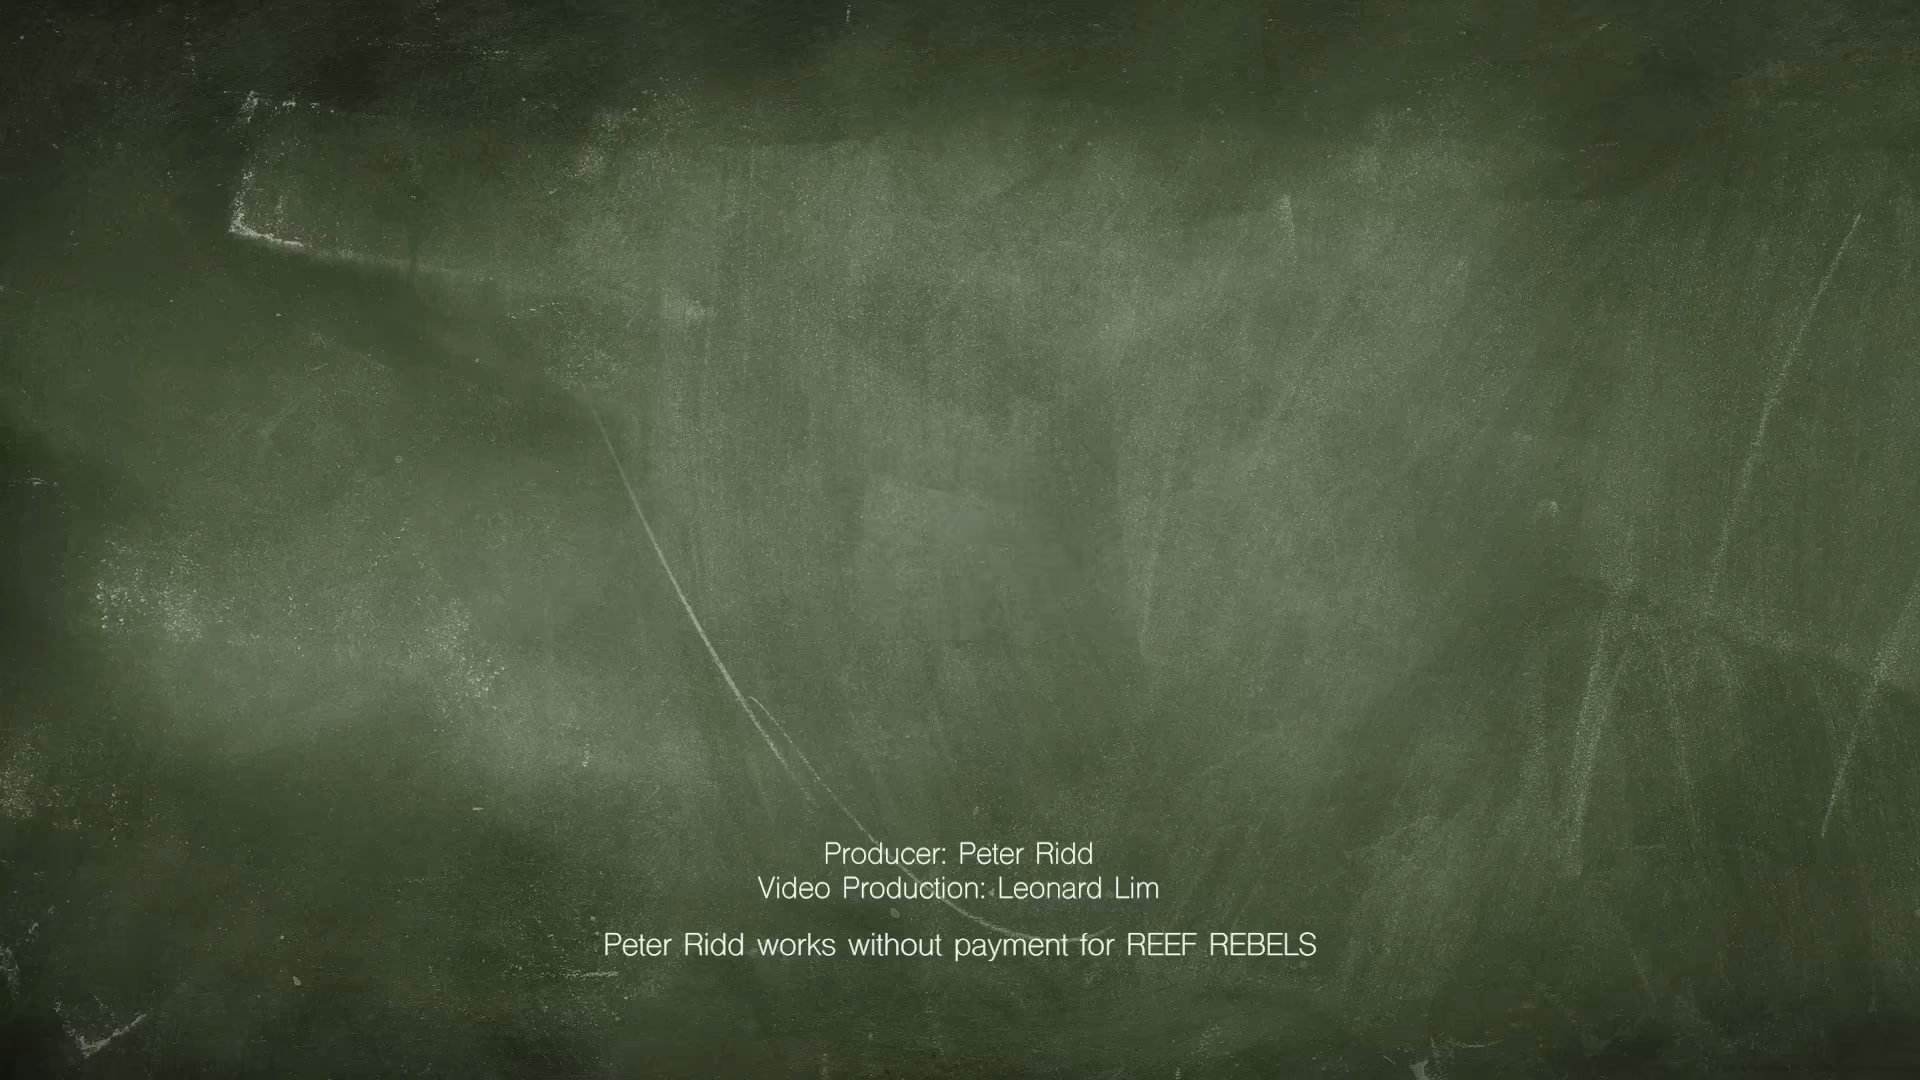 Producer: Peter Ridd
Video Production: Leonard Lim
Peter Ridd works without payment for REEF REBELS